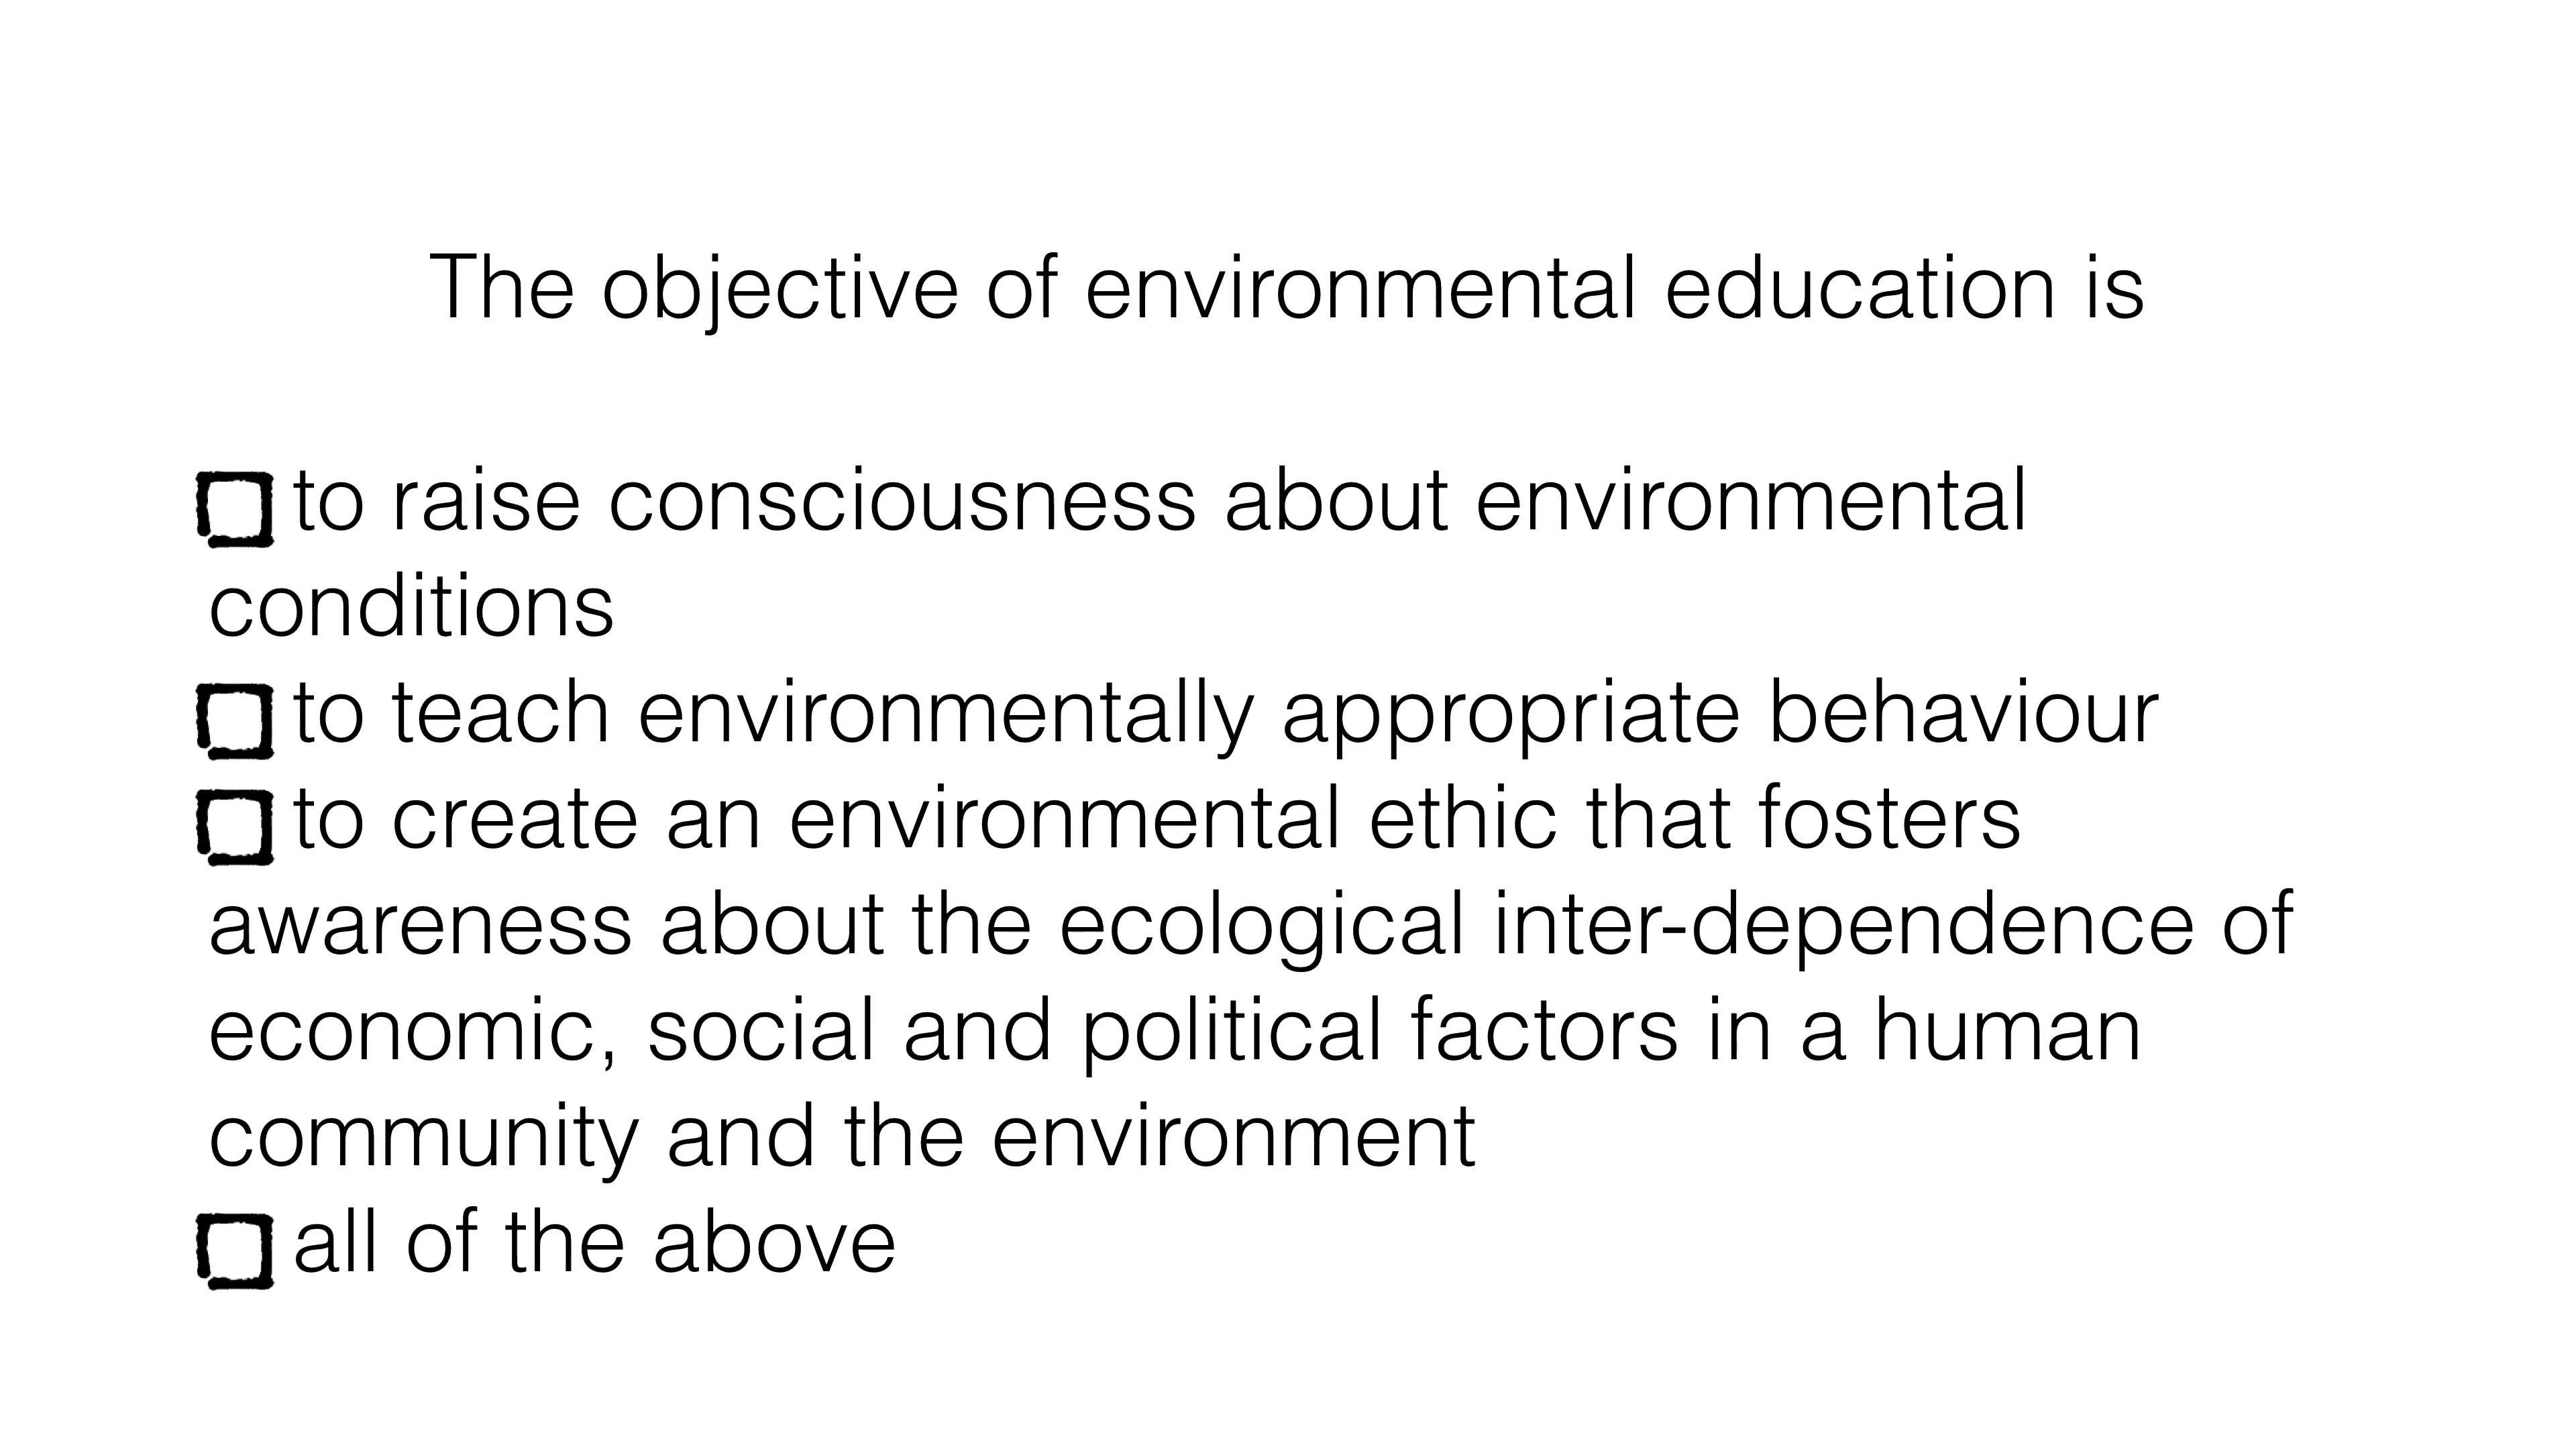 The objective of environmental education is
to raise consciousness about environmental
conditions
to teach environmentally appropriate behaviour
to create an environmental ethic that fosters
awareness about the ecological inter-dependence of
economic, social and political factors in a human
community and the environment
all of the above